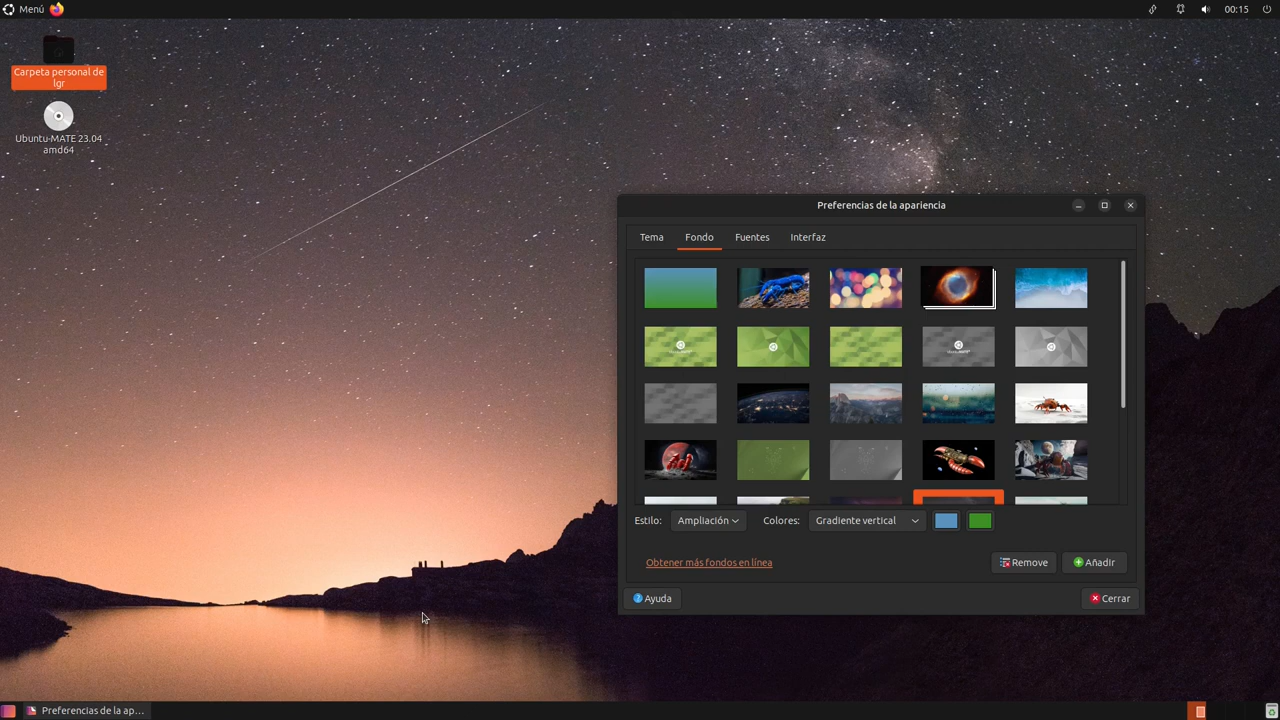 Menú
00:15
Carpeta personal de
lgr
Ubuntu-MATE 23.04
amd64
Preferencias de la apariencia
Tema
Fondo
Fuentes
Interfaz
Estilo:
Ampliación
Colores:
Gradiente vertical
Obtener más fondos en línea
Remove
Añadir
Ayuda
Cerrar
Preferencias de la ap...